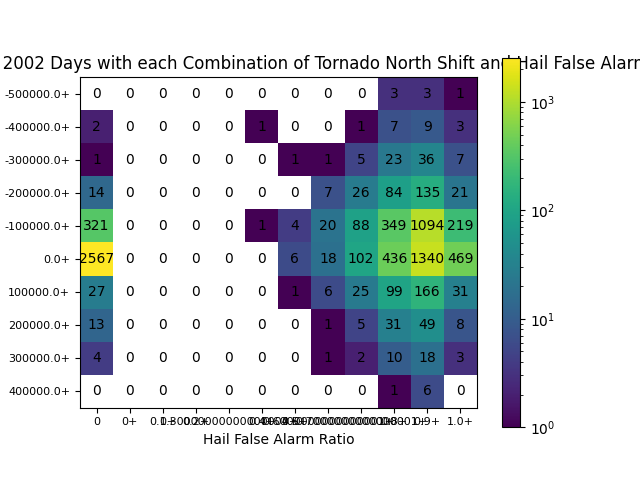 2002 Days with each Combination of Tornado North Shift and Hail False Alarm
-500000.0+ 0 0 0 0 0 0 0 0 0 3 3 1
-400000.0+ 2 0 0 0 0 1 0 0 1 7 9 3
-300000.0+ 1 0 0 0 0 0 1 1 5 23 36 7
-200000.0+ 14 0 0 0 0 0 0 7 26 84 135 21
-100000.0+ 321 0 0 0 0 1 4 20 88 349 1094 219
0.0+ 2567 0 0 0 0 0 6 18 102 436 1340 469
100000.0+ 27 0 0 0 0 0 1 6 25 99 166 31
200000.0+ 13 0 0 0 0 0 0 1 5 31 49 8
300000.0+ 4 0 0 0 0 0 0 1 2 10 18 3
400000.0+ 0 0 0 0 0 0 0 0 0 1 6 0
0 0+ 1.0+
Hail False Alarm Ratio
10³
10²
10¹
10⁰